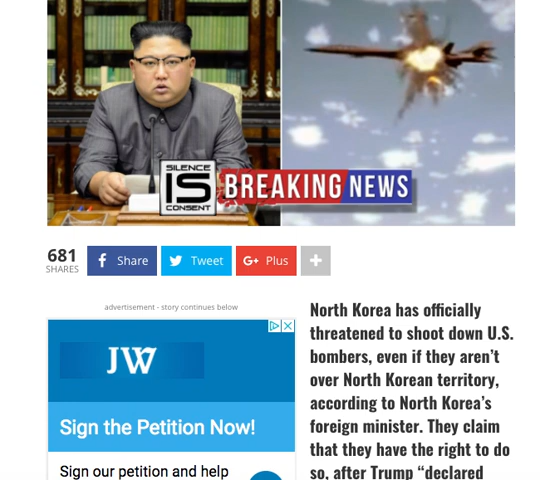 SILENCE
IS
CONSENT
BREAKING NEWS
681
SHARES
Share
Tweet
G+ Plus
+
advertisement - story continues below
North Korea has officially
threatened to shoot down U.S.
bombers, even if they aren’t
over North Korean territory,
according to North Korea’s
foreign minister. They claim
that they have the right to do
so, after Trump “declared
JW
Sign the Petition Now!
Sign our petition and help